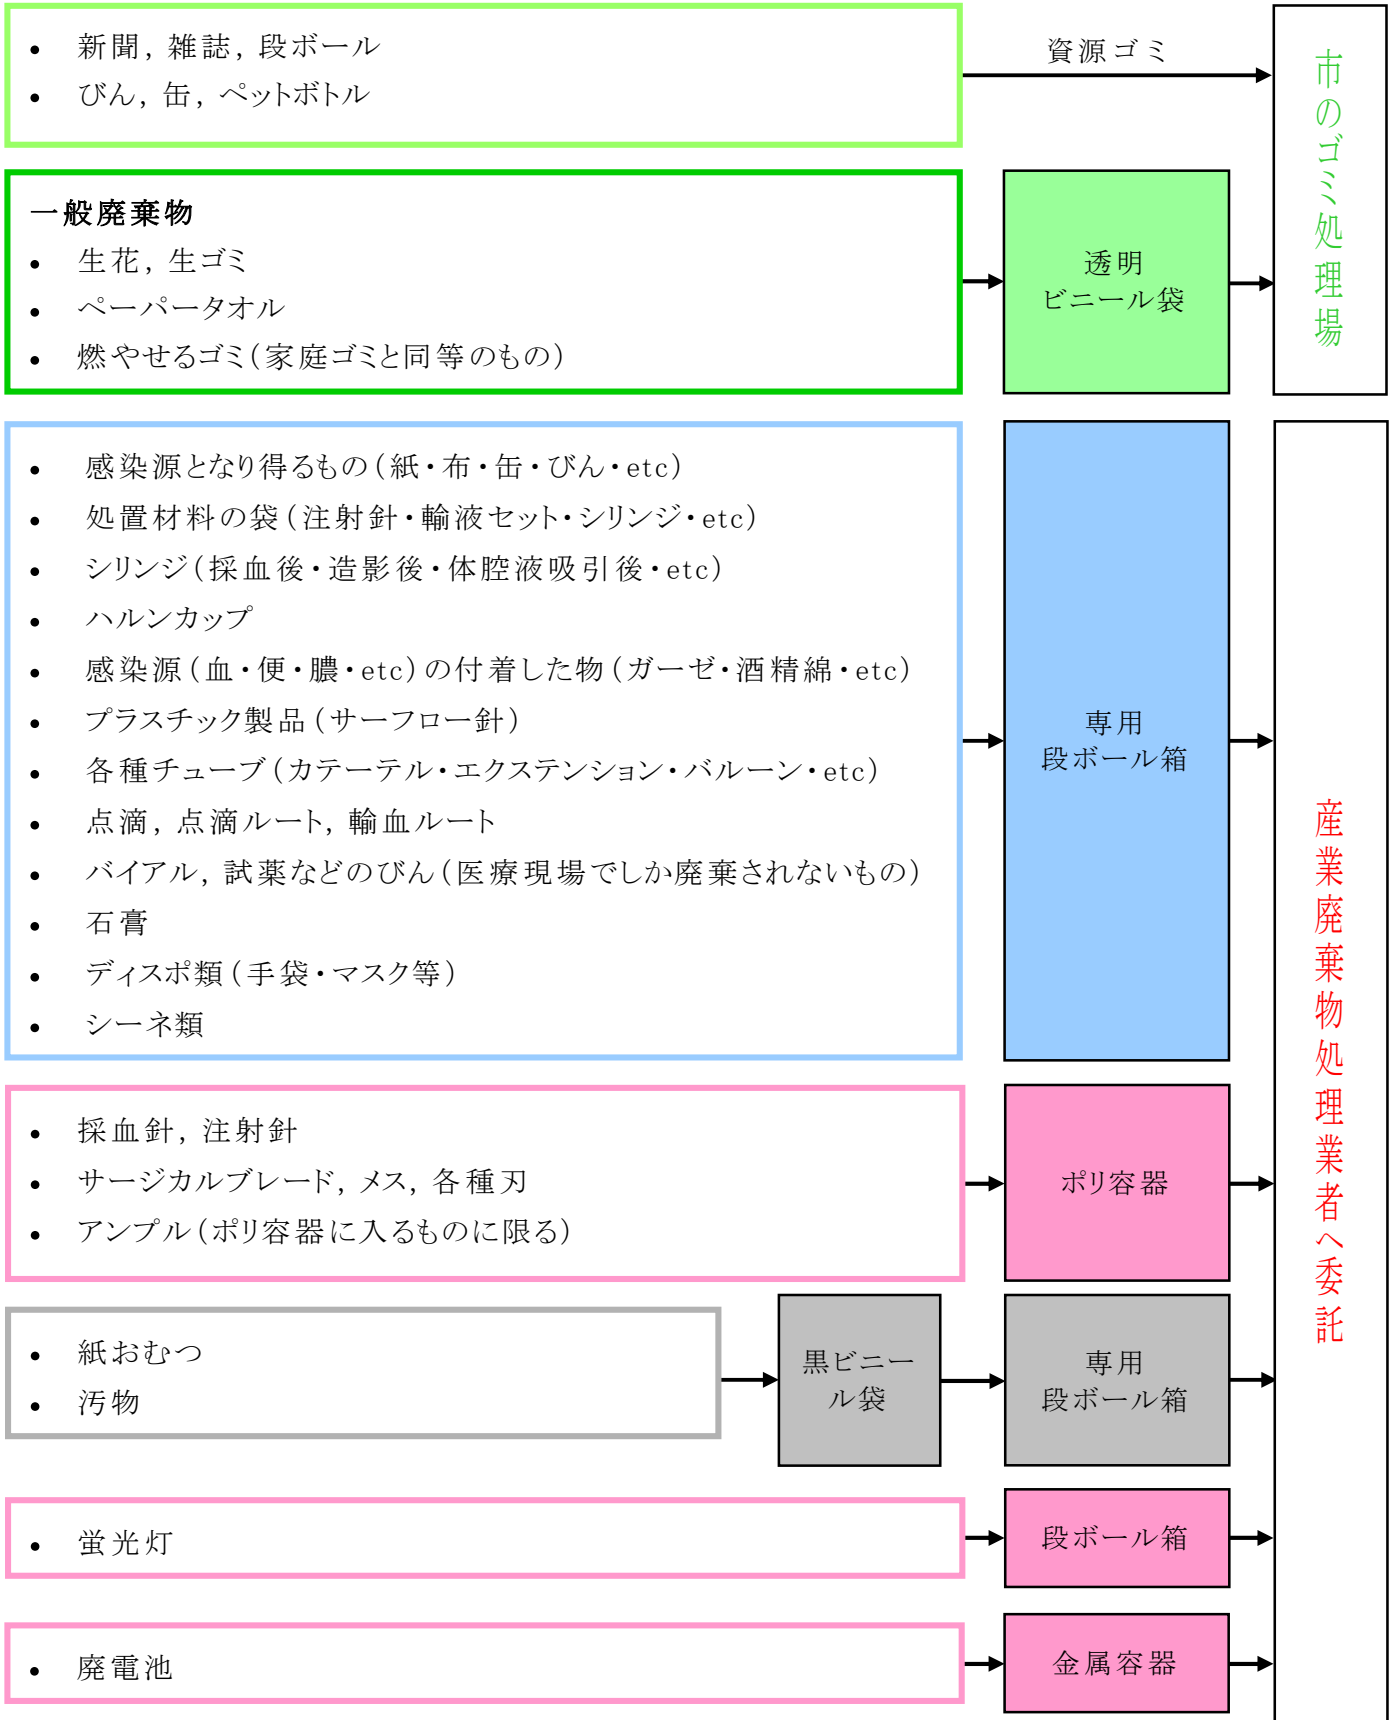 ・ 新聞, 雑誌, 段ボール
・ びん, 缶, ペットボトル
資源ゴミ
市のゴミ処理場
一般廃棄物
・ 生花, 生ゴミ
・ ペーパータオル
・ 燃やせるゴミ(家庭ゴミと同等のもの)
透明
ビニール袋
・ 感染源となり得るもの(紙・布・缶・びん・etc)
・ 処置材料の袋(注射針・輸液セット・シリンジ・etc)
・ シリンジ(採血後・造影後・体腔液吸引後・etc)
・ ハルンカップ
・ 感染源(血・便・膿・etc)の付着した物(ガーゼ・酒精綿・etc)
・ プラスチック製品(サーフロー針)
・ 各種チューブ(カテーテル・エクステンション・バルーン・etc)
・ 点滴, 点滴ルート, 輸血ルート
・ バイアル, 試薬などのびん(医療現場でしか廃棄されないもの)
・ 石膏
・ ディスポ類(手袋・マスク等)
・ シーネ類
専用
段ボール箱
産業廃棄物処理業者へ委託
・ 採血針, 注射針
・ サージカルブレード, メス, 各種刃
・ アンプル(ポリ容器に入るものに限る)
ポリ容器
・ 紙おむつ
・ 汚物
黒ビニー
ル袋
専用
段ボール箱
・ 蛍光灯
段ボール箱
・ 廃電池
金属容器